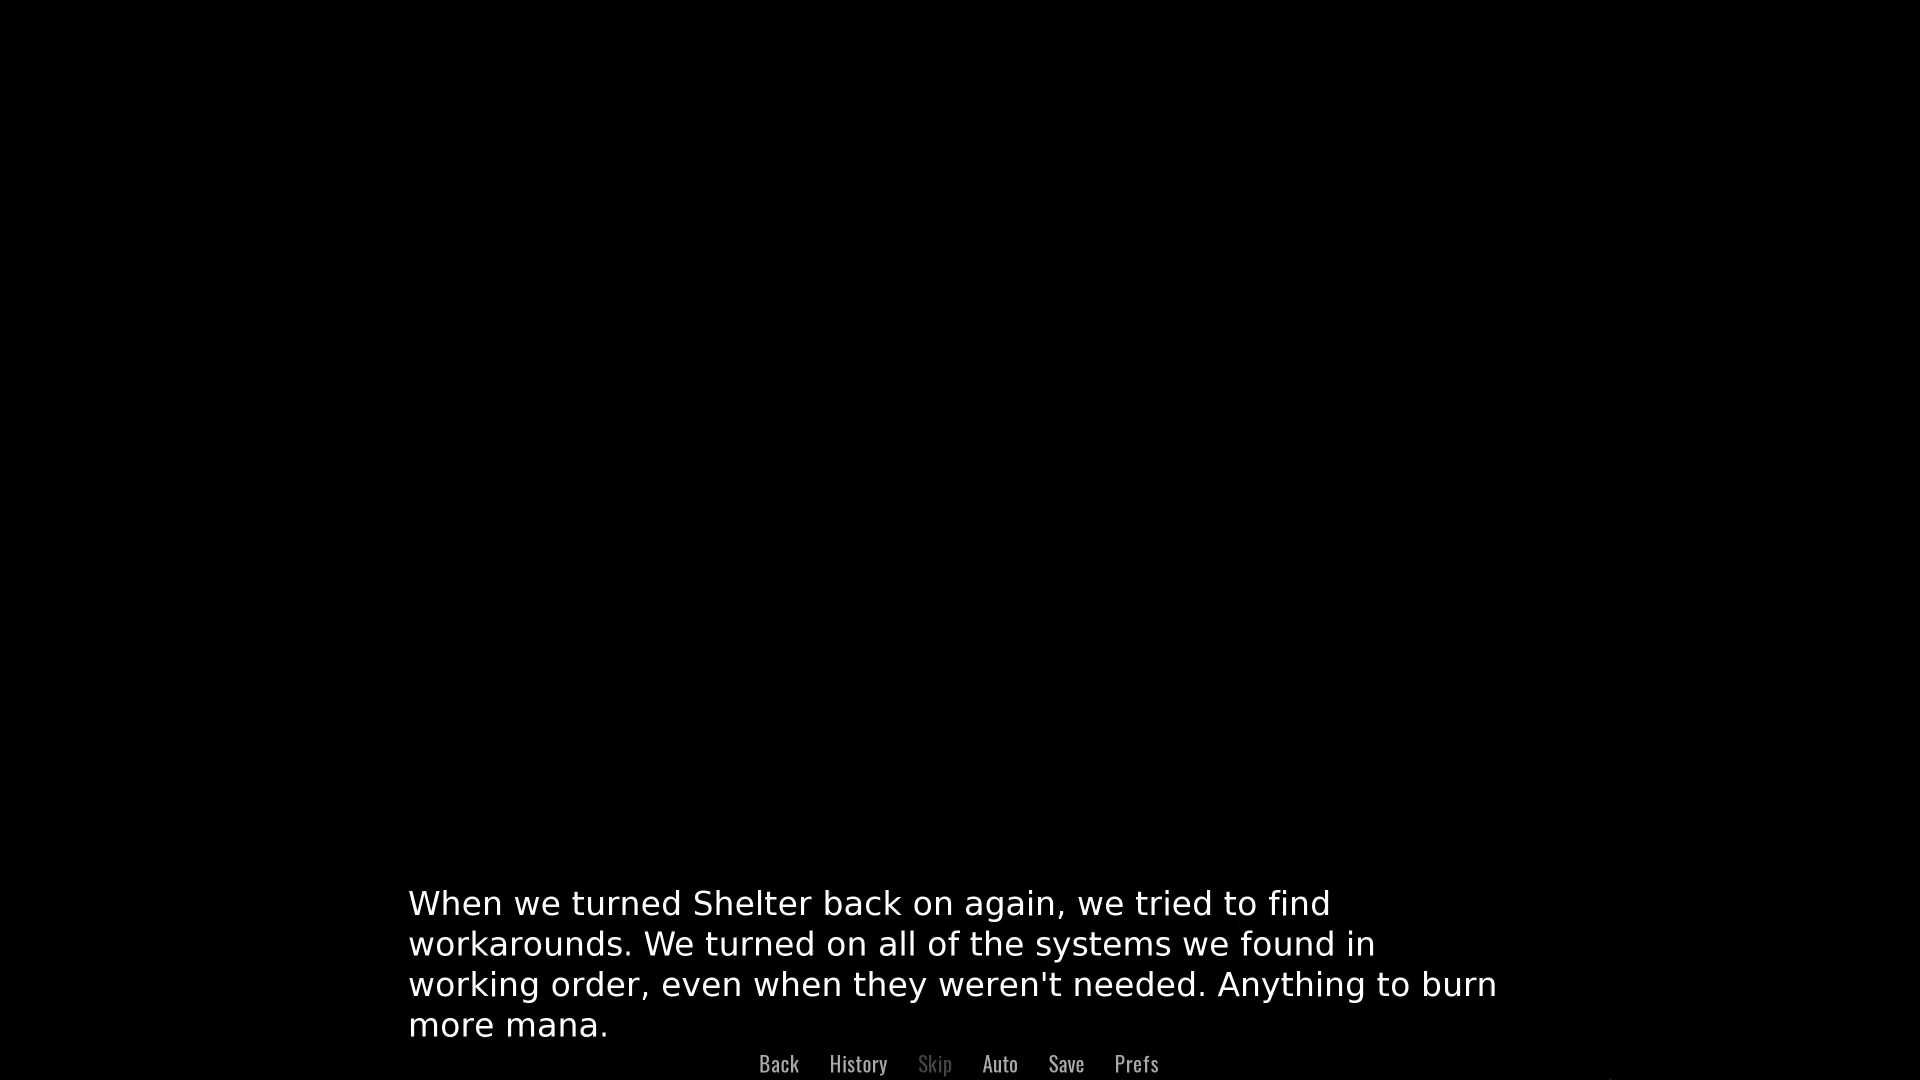 When we turned Shelter back on again, we tried to find
workarounds. We turned on all of the systems we found in
working order, even when they weren't needed. Anything to burn
more mana.
Back History Skip Auto Save Prefs